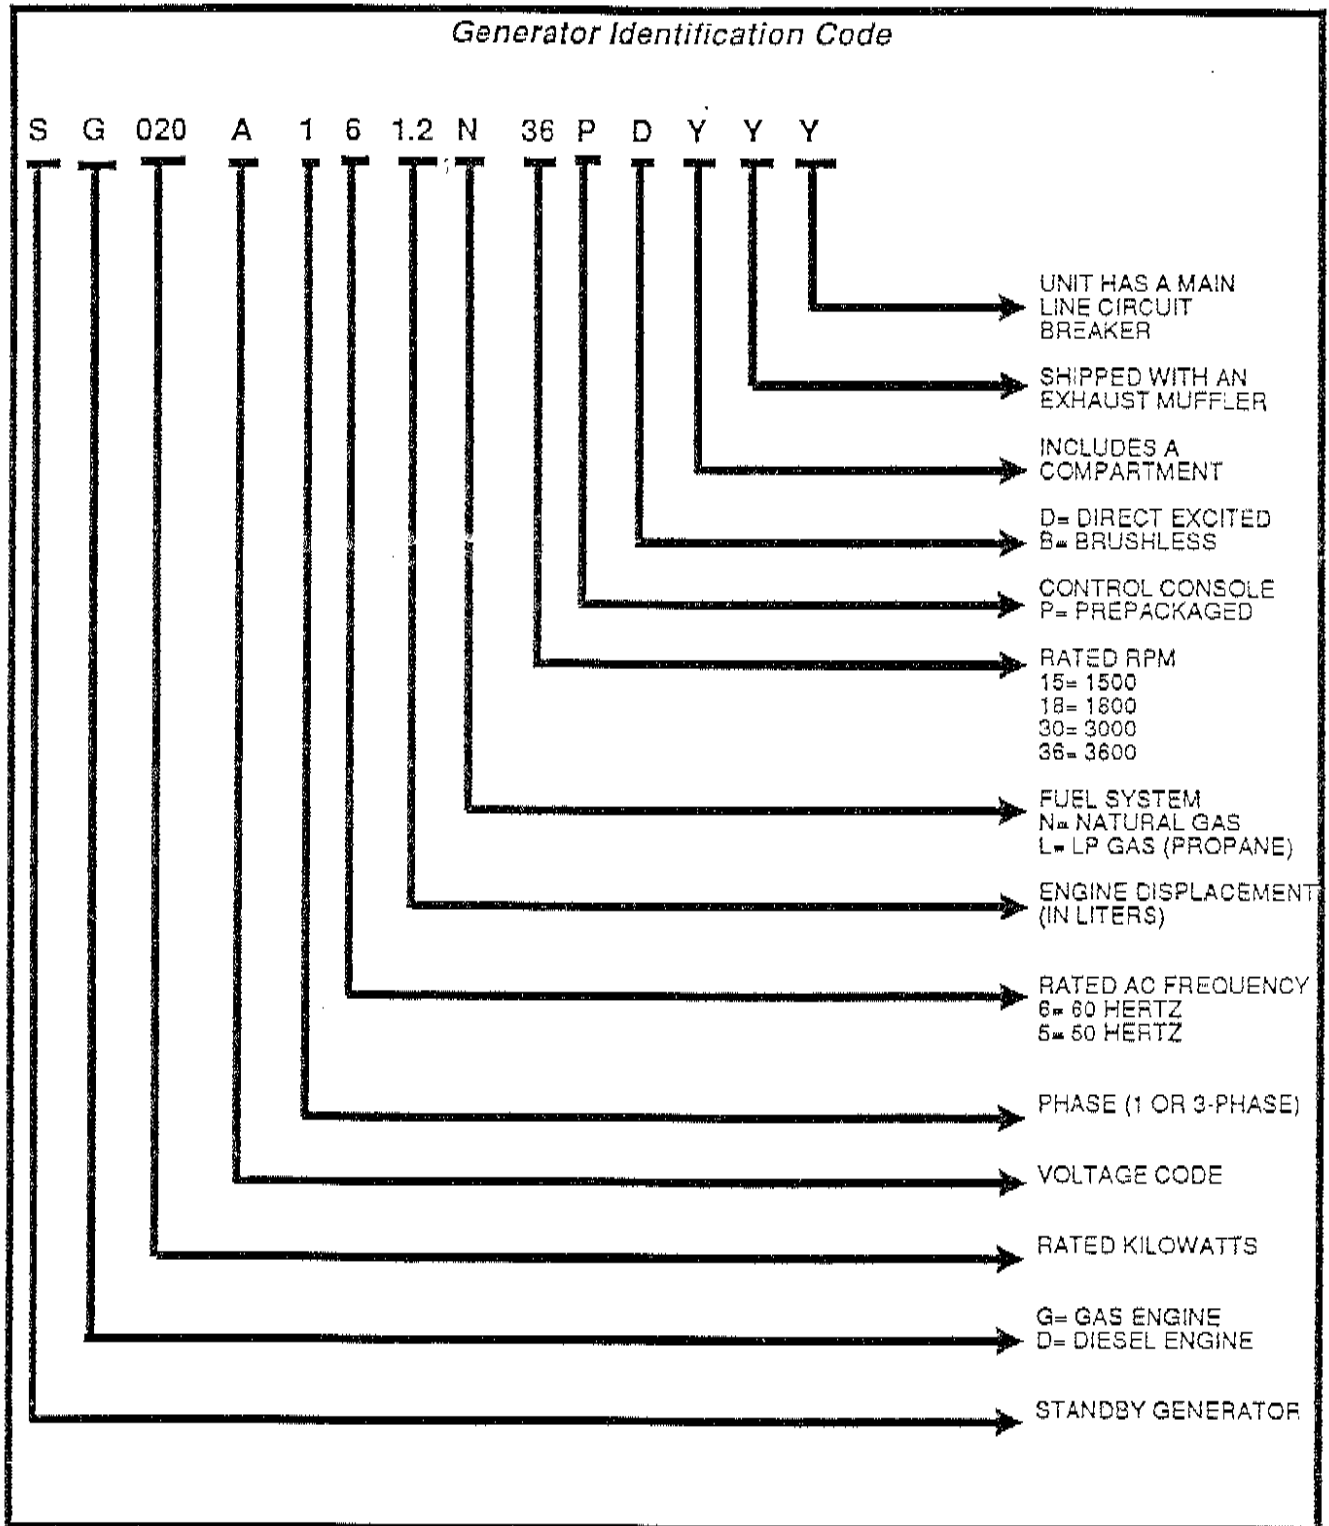 Generator Identification Code
S G 020 A 1 6 1.2 N 36 P D Y Y Y
UNIT HAS A MAIN
LINE CIRCUIT
BREAKER
SHIPPED WITH AN
EXHAUST MUFFLER
INCLUDES A
COMPARTMENT
D= DIRECT EXCITED
B= BRUSHLESS
CONTROL CONSOLE
P= PREPACKAGED
RATED RPM
15= 1500
18= 1800
30= 3000
36= 3600
FUEL SYSTEM
N= NATURAL GAS
L= LP GAS (PROPANE)
ENGINE DISPLACEMENT
(IN LITERS)
RATED AC FREQUENCY
6= 60 HERTZ
5= 50 HERTZ
PHASE (1 OR 3-PHASE)
VOLTAGE CODE
RATED KILOWATTS
G= GAS ENGINE
D= DIESEL ENGINE
STANDBY GENERATOR